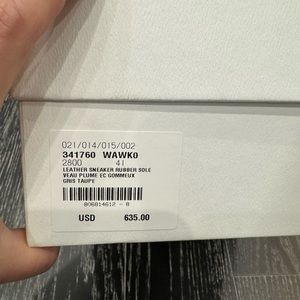 021/014/015/002
341760 WAWK0
2800 41
LEATHER SNEAKER RUBBER SOLE
VEAU PLUME EC GOMMEUX
GRIS TAUPE
806814612 - 8
USD 635.00